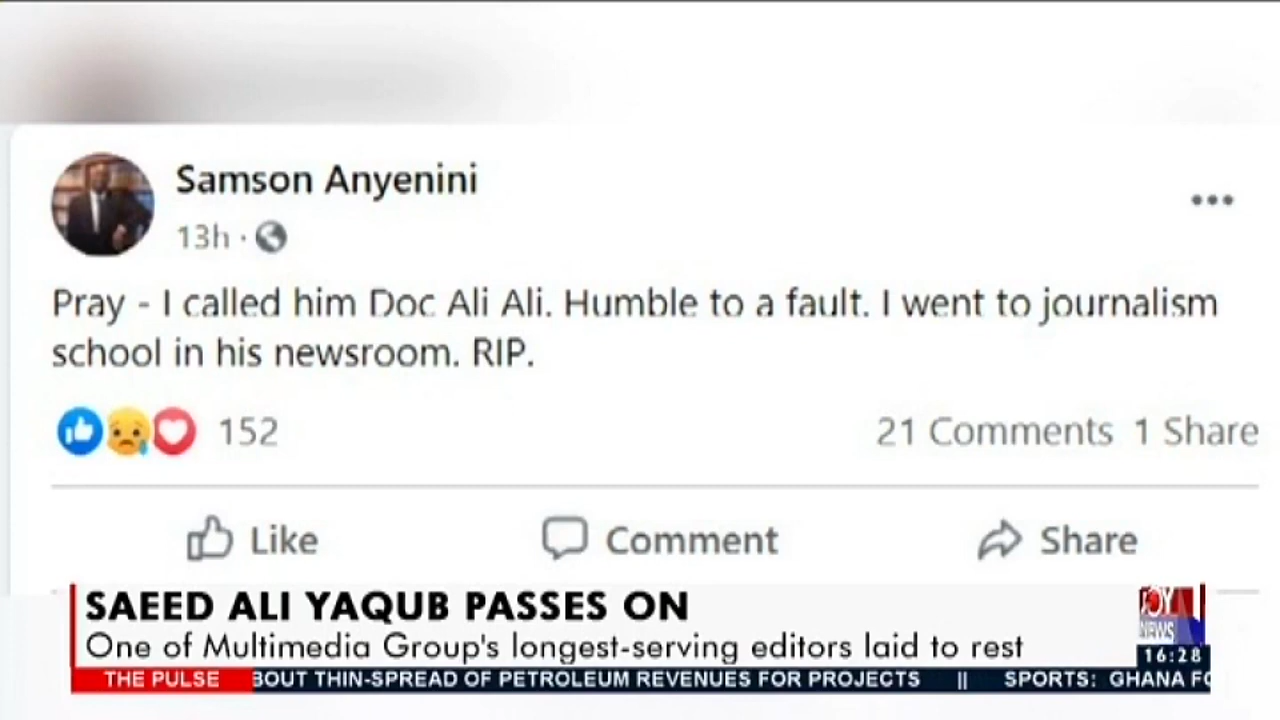 Samson Anyenini
13h ·
Pray - I called him Doc Ali Ali. Humble to a fault. I went to journalism
school in his newsroom. RIP.
152
21 Comments 1 Share
Like
Comment
Share
SAEED ALI YAQUB PASSES ON
One of Multimedia Group's longest-serving editors laid to rest
JOY
NEWS
16:28
THE PULSE
BOUT THIN-SPREAD OF PETROLEUM REVENUES FOR PROJECTS || SPORTS: GHANA FO